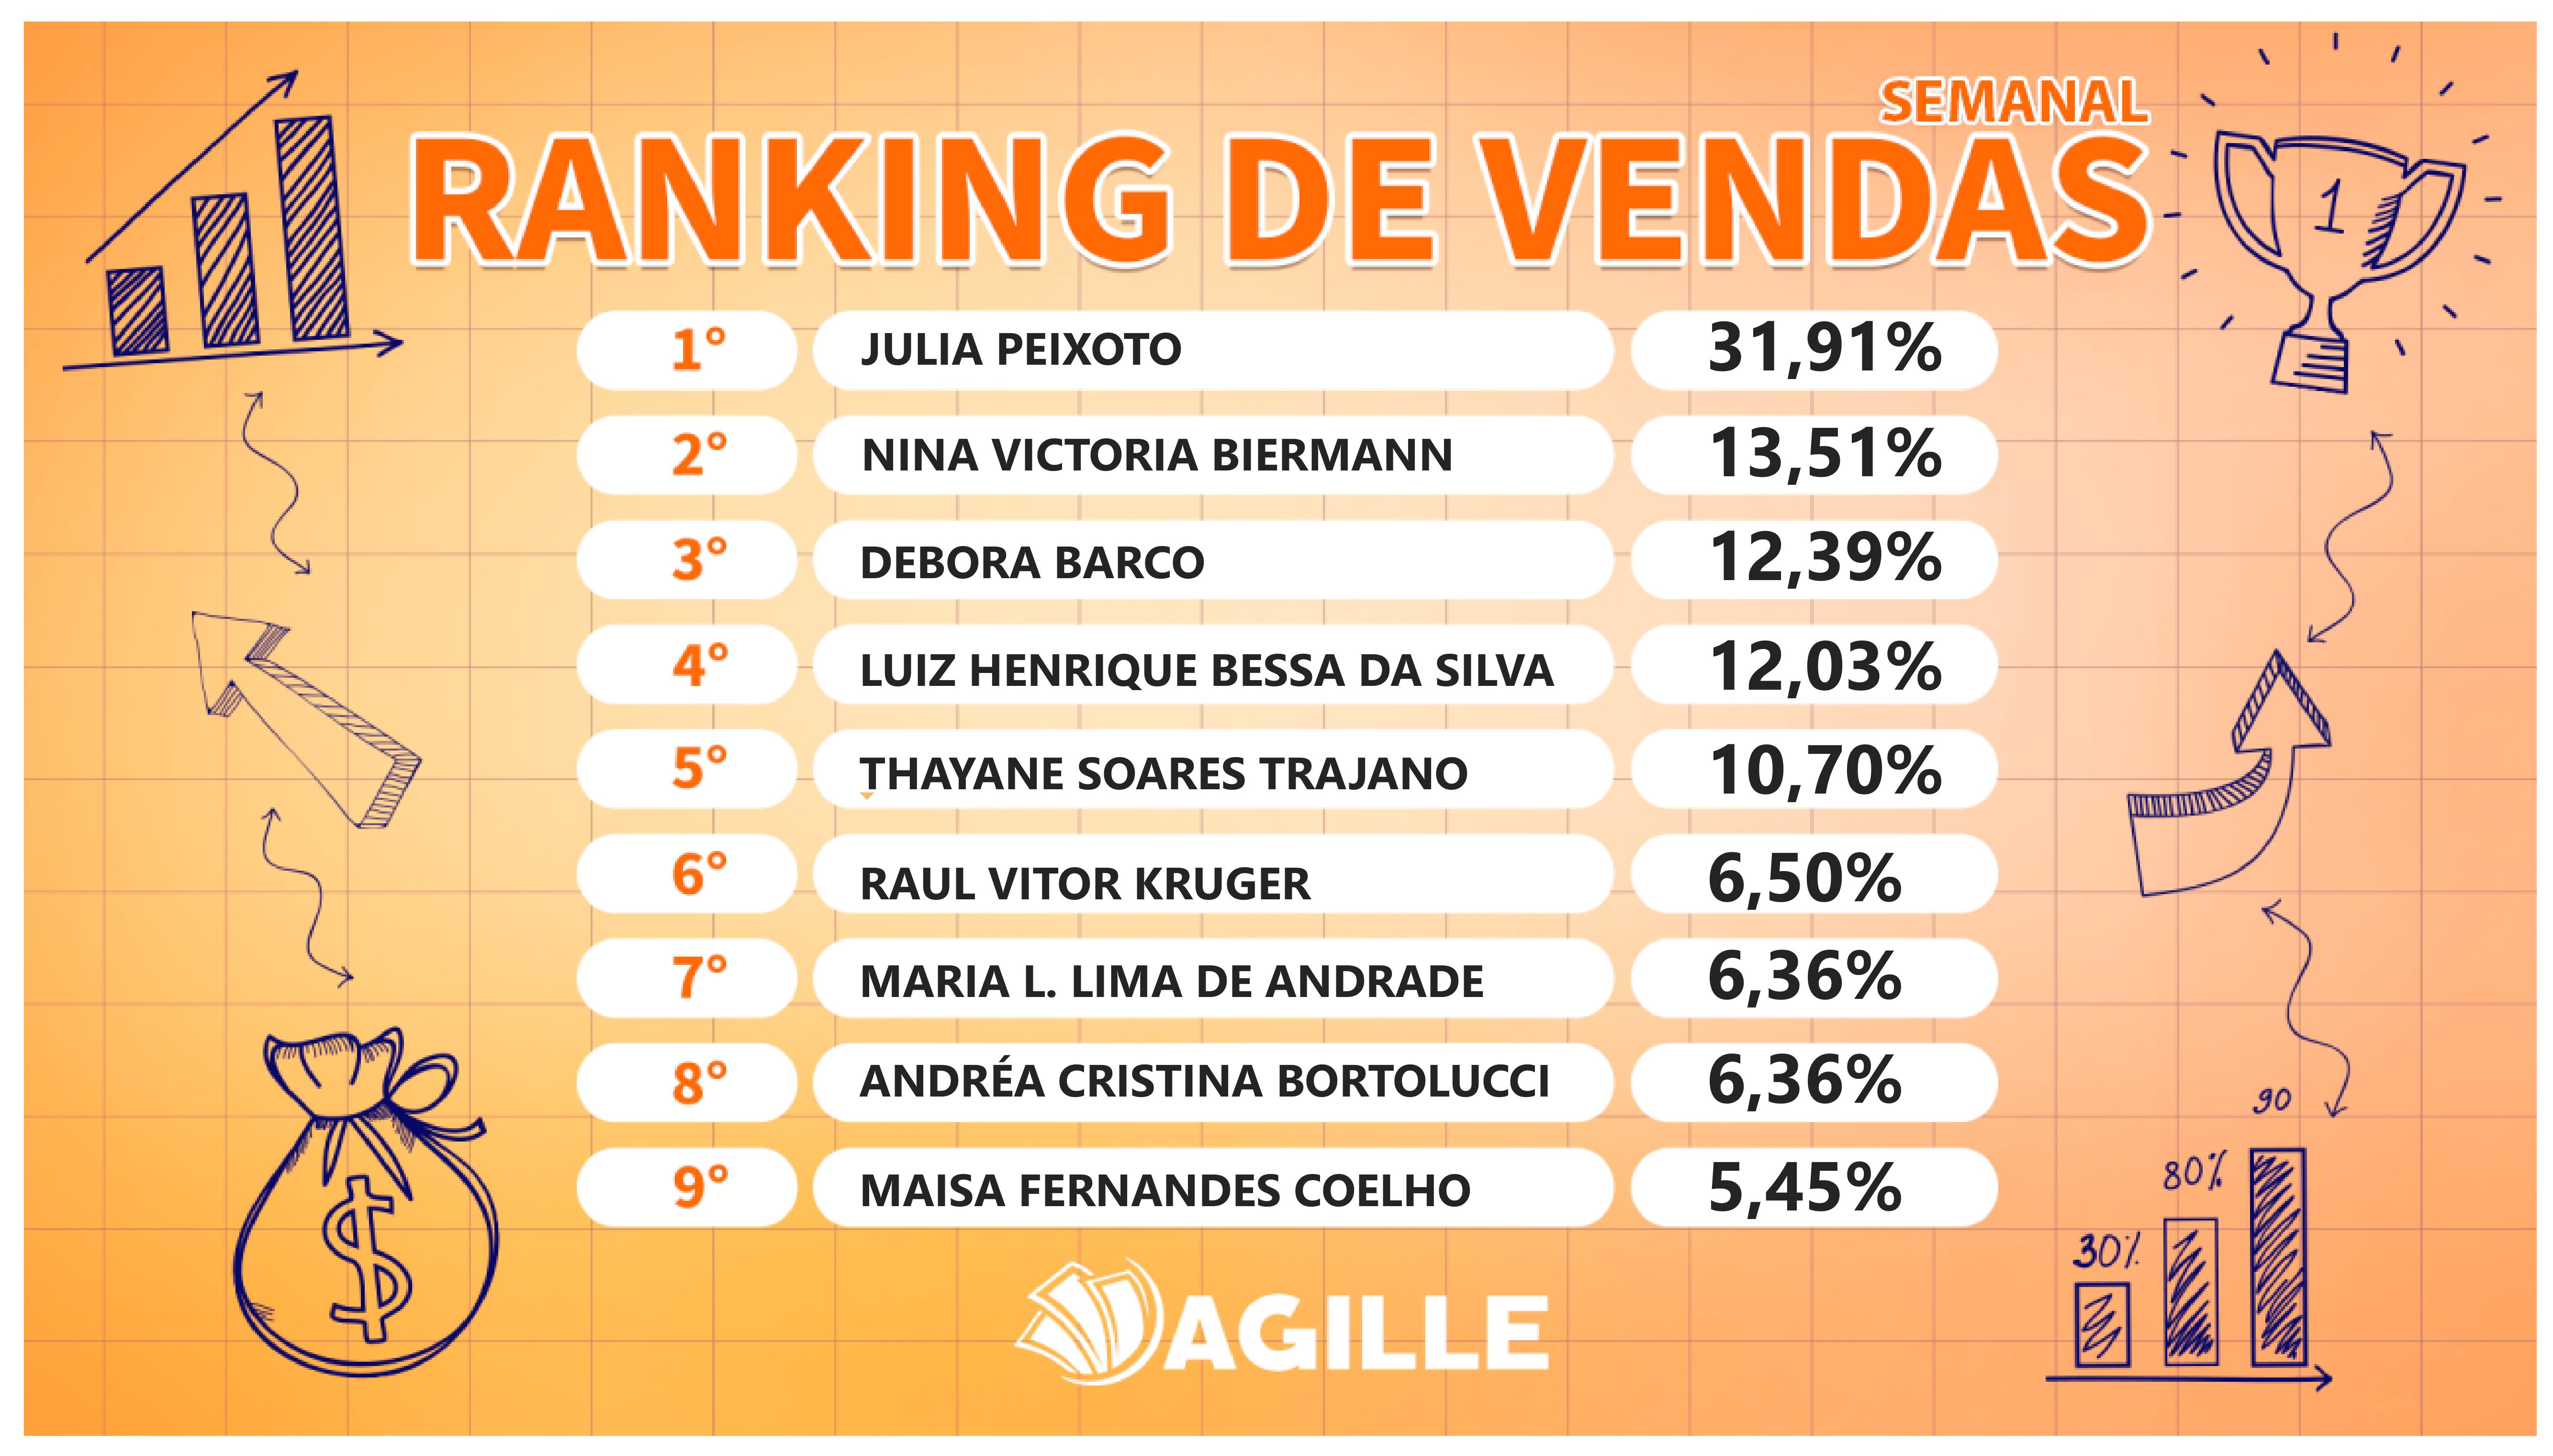 SEMANAL
RANKING DE VENDAS
1
1° JULIA PEIXOTO 31,91%
2° NINA VICTORIA BIERMANN 13,51%
3° DEBORA BARCO 12,39%
4° LUIZ HENRIQUE BESSA DA SILVA 12,03%
5° THAYANE SOARES TRAJANO 10,70%
6° RAUL VITOR KRUGER 6,50%
7° MARIA L. LIMA DE ANDRADE 6,36%
8° ANDRÉA CRISTINA BORTOLUCCI 6,36%
9° MAISA FERNANDES COELHO 5,45%
90
80%
30%
$
AGILLE